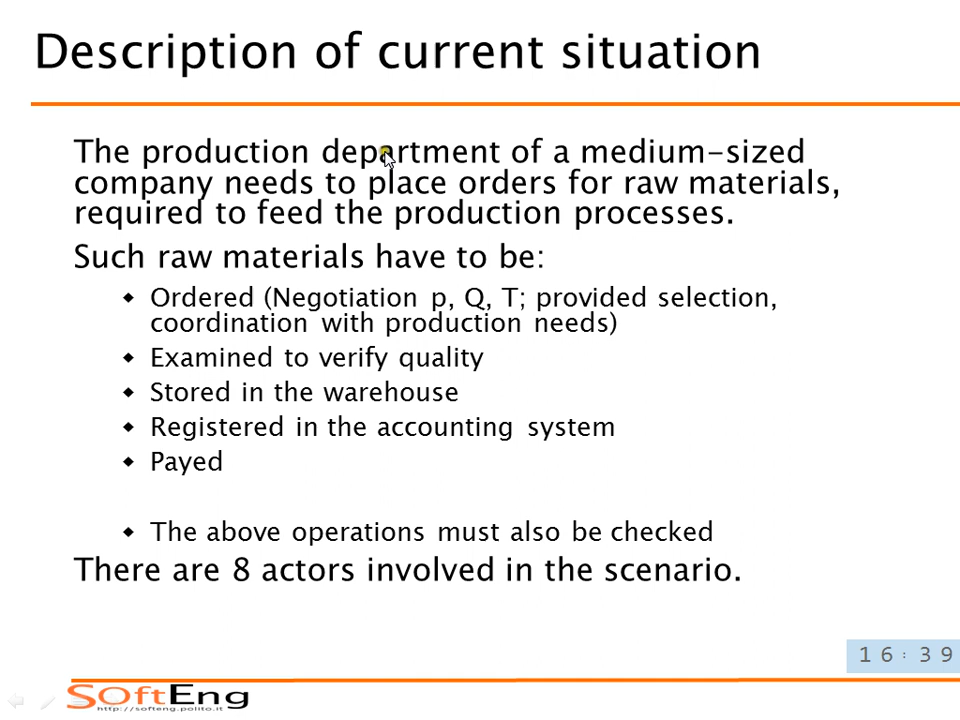 Description of current situation
The production department of a medium-sized
company needs to place orders for raw materials,
required to feed the production processes.
Such raw materials have to be:
Ordered (Negotiation p, Q, T; provided selection,
coordination with production needs)
Examined to verify quality
Stored in the warehouse
Registered in the accounting system
Payed
The above operations must also be checked
There are 8 actors involved in the scenario.
16:39
SOftEng
http://softeng.polito.it